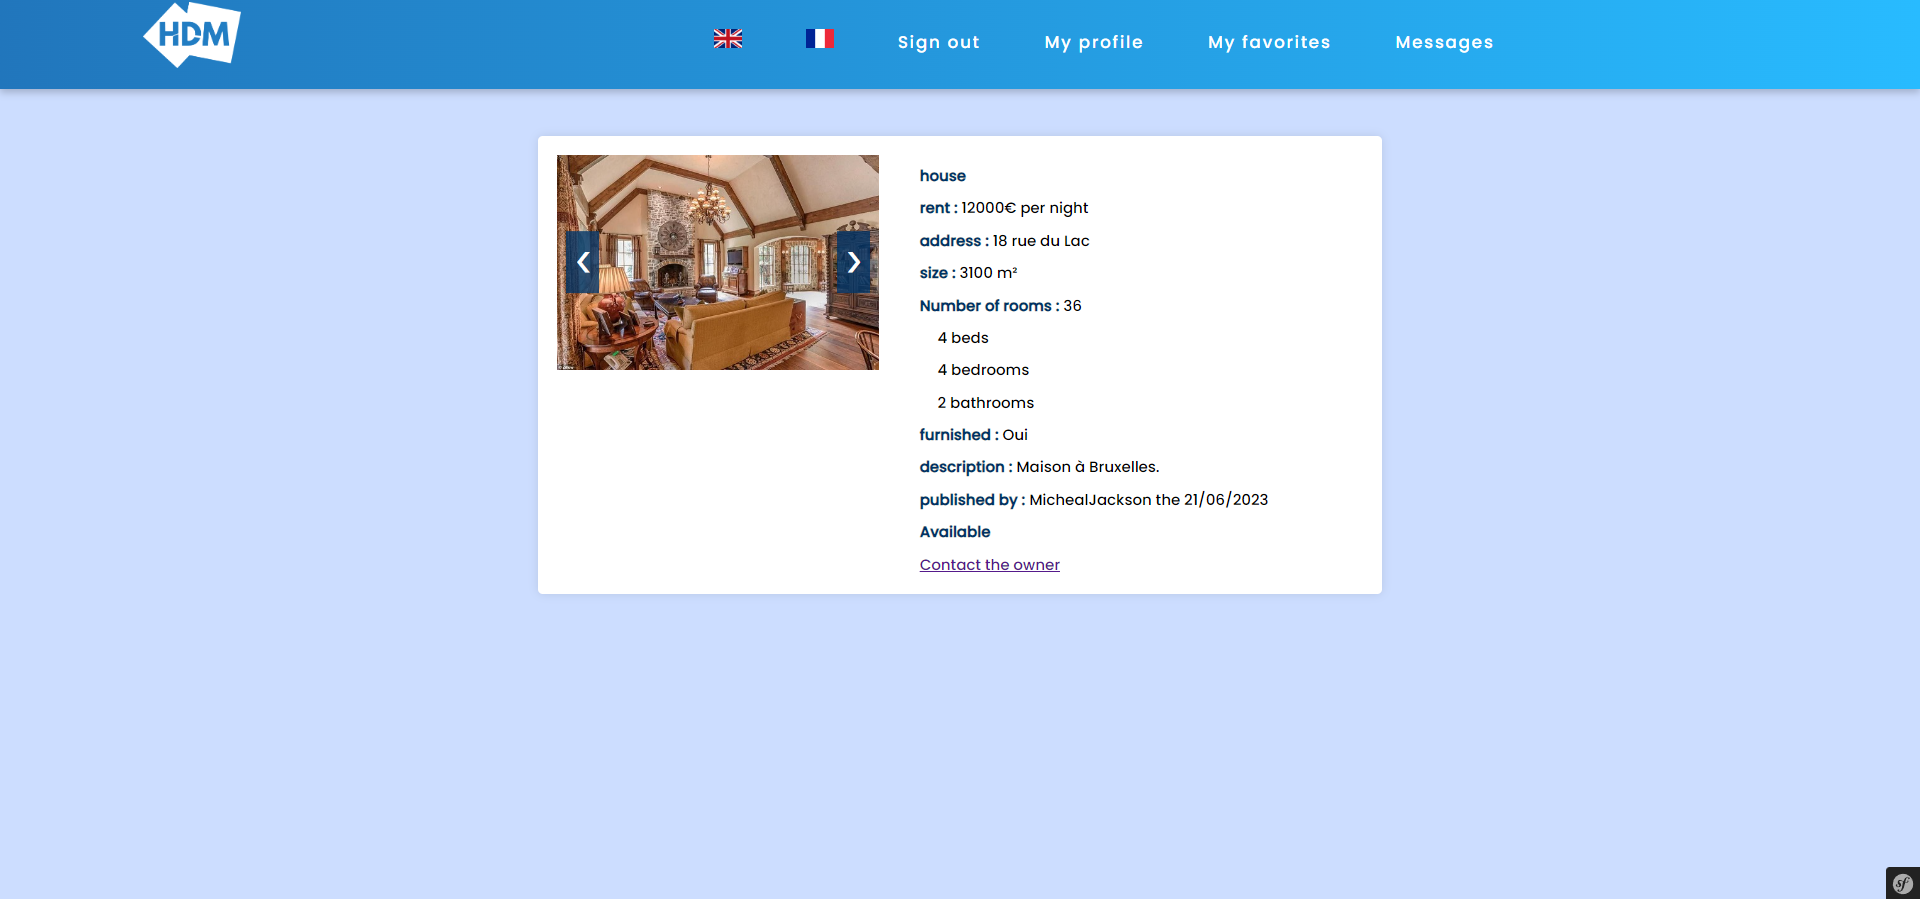 HDM
Sign out
My profile
My favorites
Messages
house
rent : 12000€ per night
address : 18 rue du Lac
size : 3100 m²
Number of rooms : 36
4 beds
4 bedrooms
2 bathrooms
furnished : Oui
description : Maison à Bruxelles.
published by : MichealJackson the 21/06/2023
Available
Contact the owner
sf